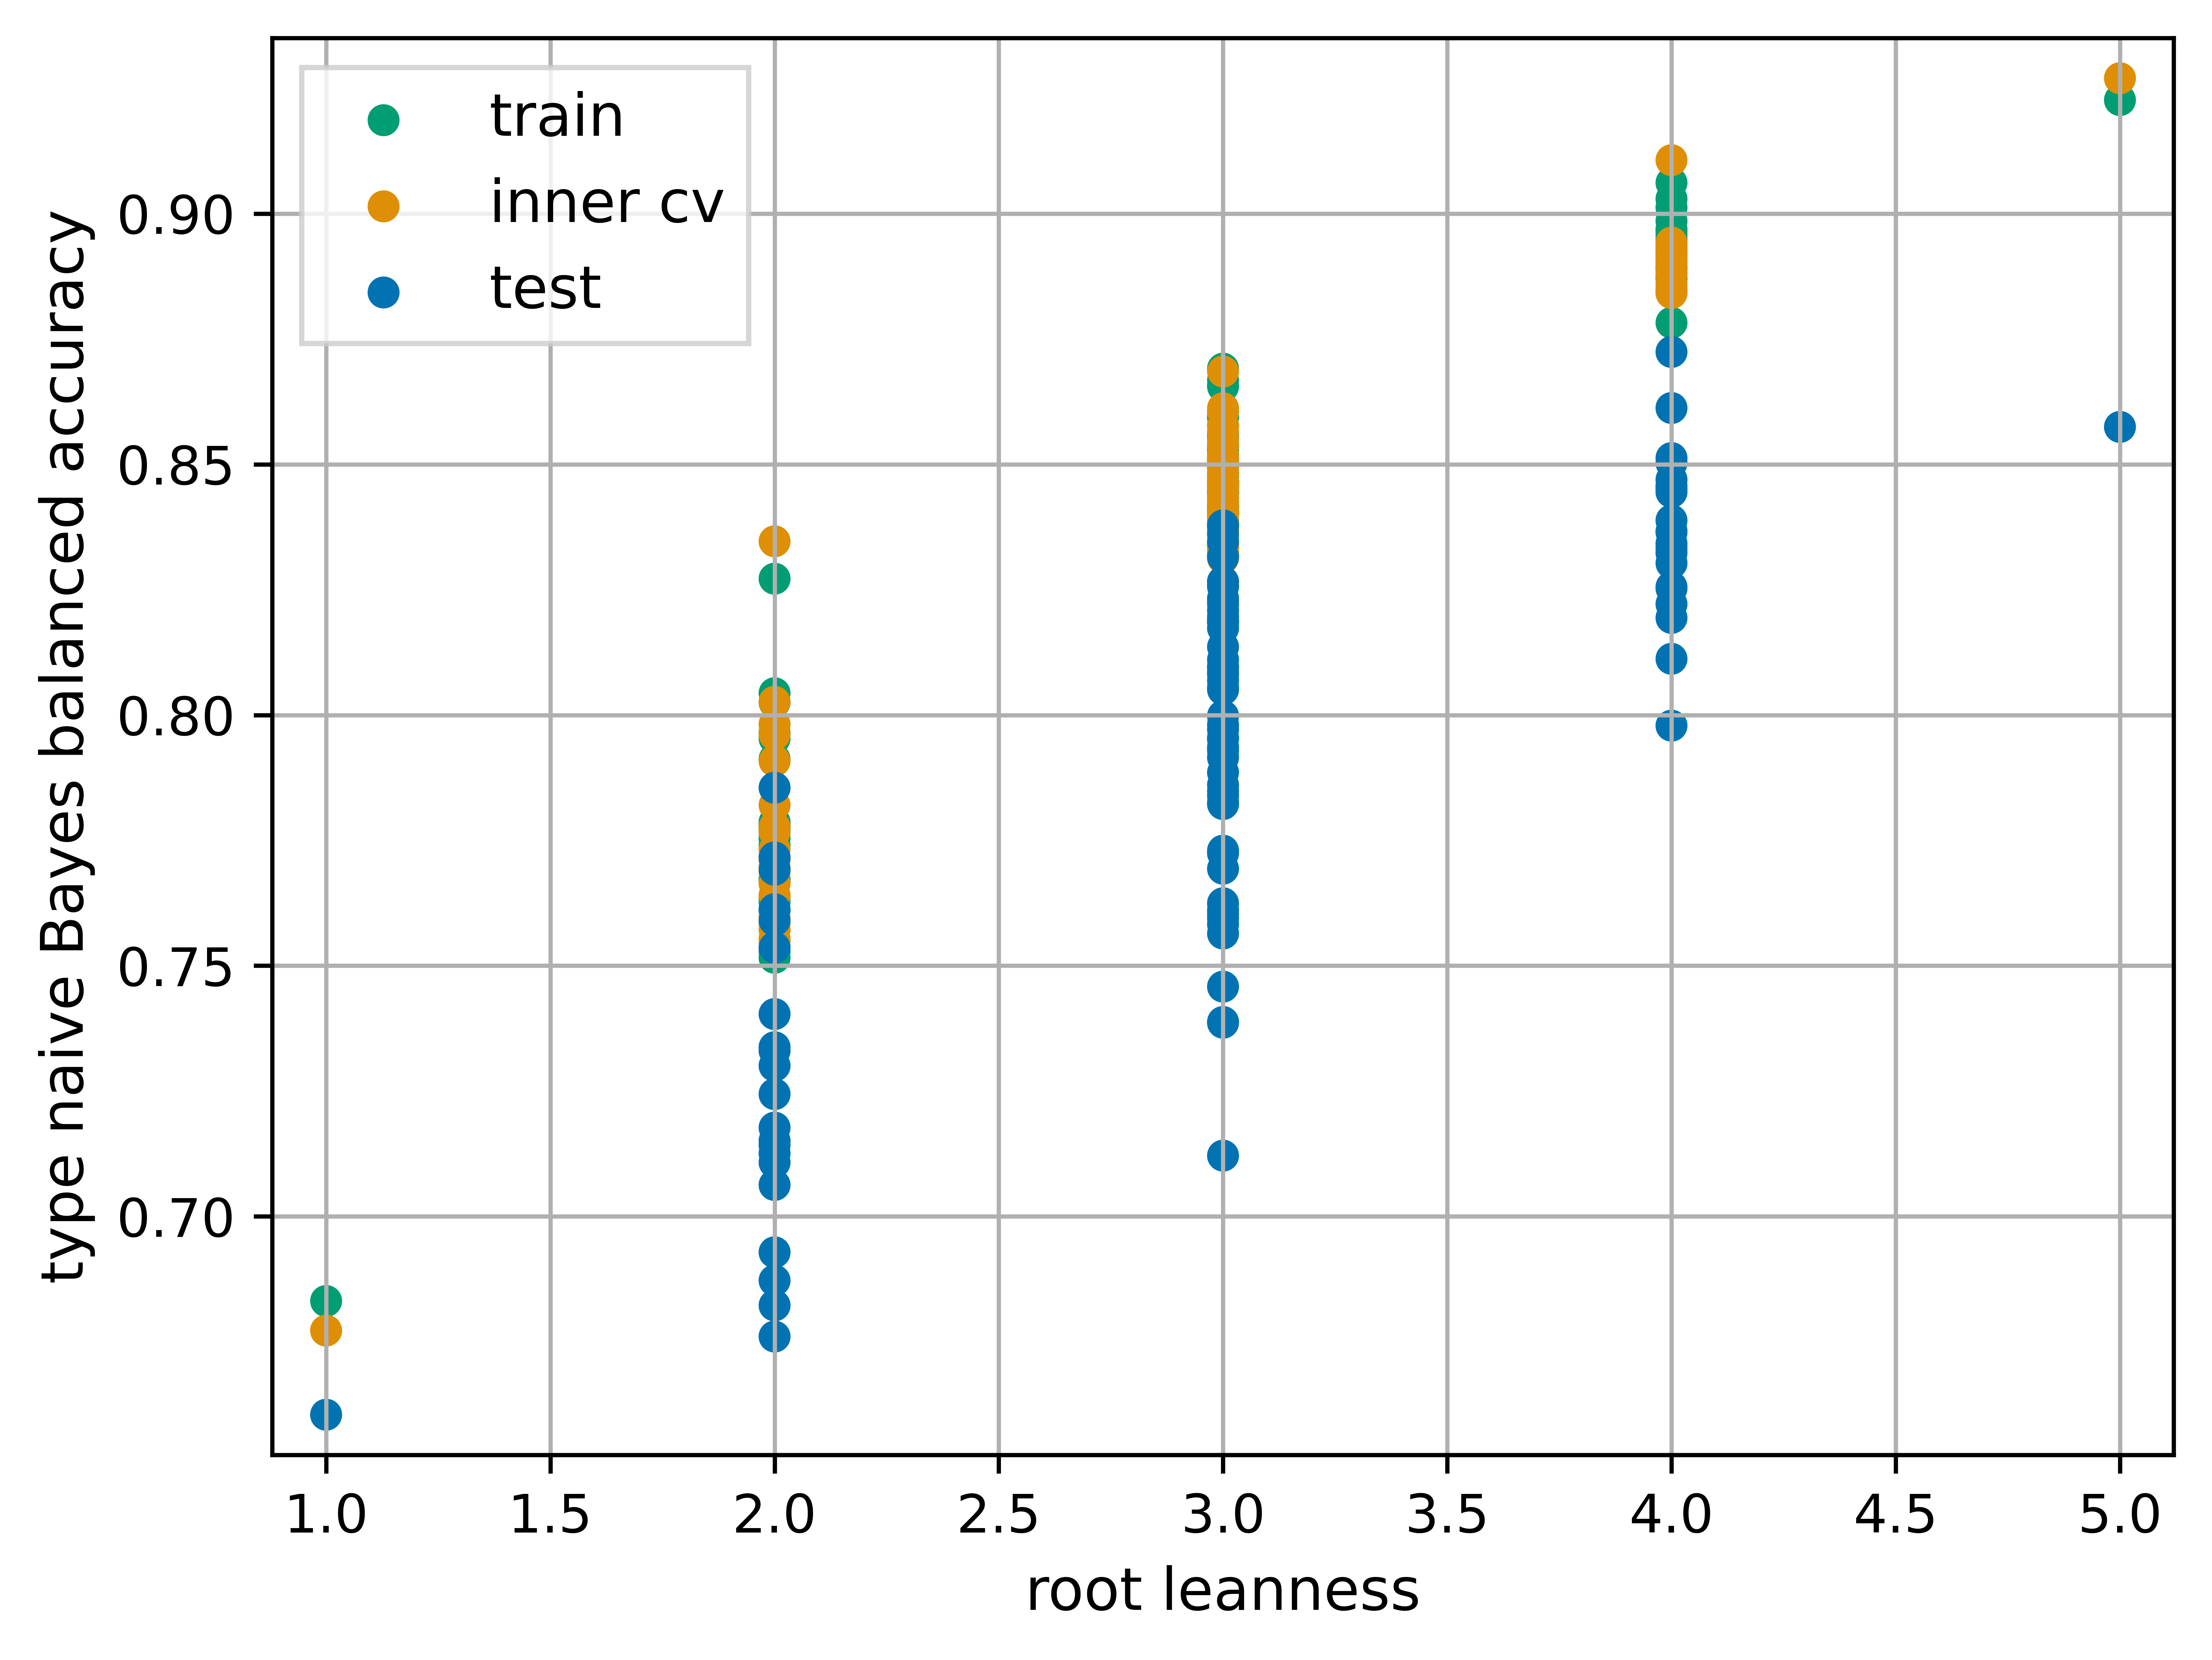 train
inner cv
test
type naive Bayes balanced accuracy
0.90
0.85
0.80
0.75
0.70
1.0 1.5 2.0 2.5 3.0 3.5 4.0 4.5 5.0
root leanness